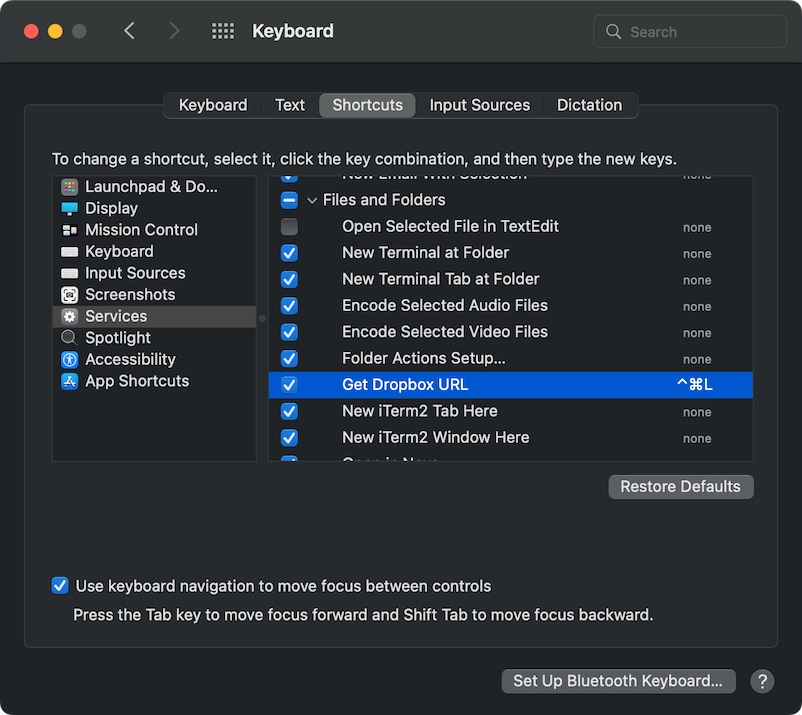 Keyboard
Search
Keyboard Text Shortcuts Input Sources Dictation
To change a shortcut, select it, click the key combination, and then type the new keys.
Launchpad & Do...
Display
Mission Control
Keyboard
Input Sources
Screenshots
Services
Spotlight
Accessibility
App Shortcuts
New Email With Selection none
Files and Folders
Open Selected File in TextEdit none
New Terminal at Folder none
New Terminal Tab at Folder none
Encode Selected Audio Files none
Encode Selected Video Files none
Folder Actions Setup... none
Get Dropbox URL ^⌘L
New iTerm2 Tab Here none
New iTerm2 Window Here none
Open in
Restore Defaults
Use keyboard navigation to move focus between controls
Press the Tab key to move focus forward and Shift Tab to move focus backward.
Set Up Bluetooth Keyboard... ?